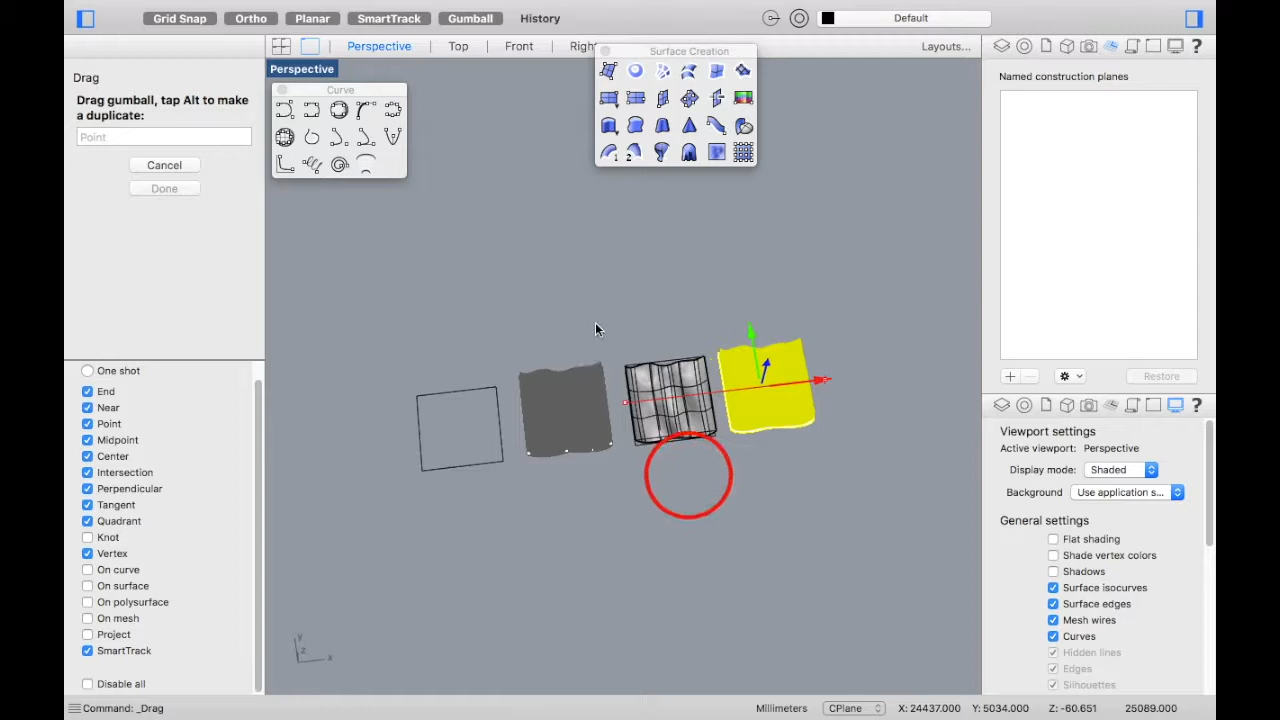 Grid Snap Ortho Planar SmartTrack Gumball History Default
Perspective Top Front Right Layouts...
Surface Creation
Perspective
Curve
Drag
Drag gumball, tap Alt to make
a duplicate:
Point
Cancel
Done
One shot
End
Near
Point
Midpoint
Center
Intersection
Perpendicular
Tangent
Quadrant
Knot
Vertex
On curve
On surface
On polysurface
On mesh
Project
SmartTrack
Disable all
1 2
y
z x
Named construction planes
Restore
Viewport settings
Active viewport: Perspective
Display mode: Shaded
Background Use application s...
General settings
Flat shading
Shade vertex colors
Shadows
Surface isocurves
Surface edges
Mesh wires
Curves
Hidden lines
Edges
Silhouettes
Command: _Drag Millimeters CPlane X: 24437.000 Y: 5034.000 Z: -60.651 25089.000